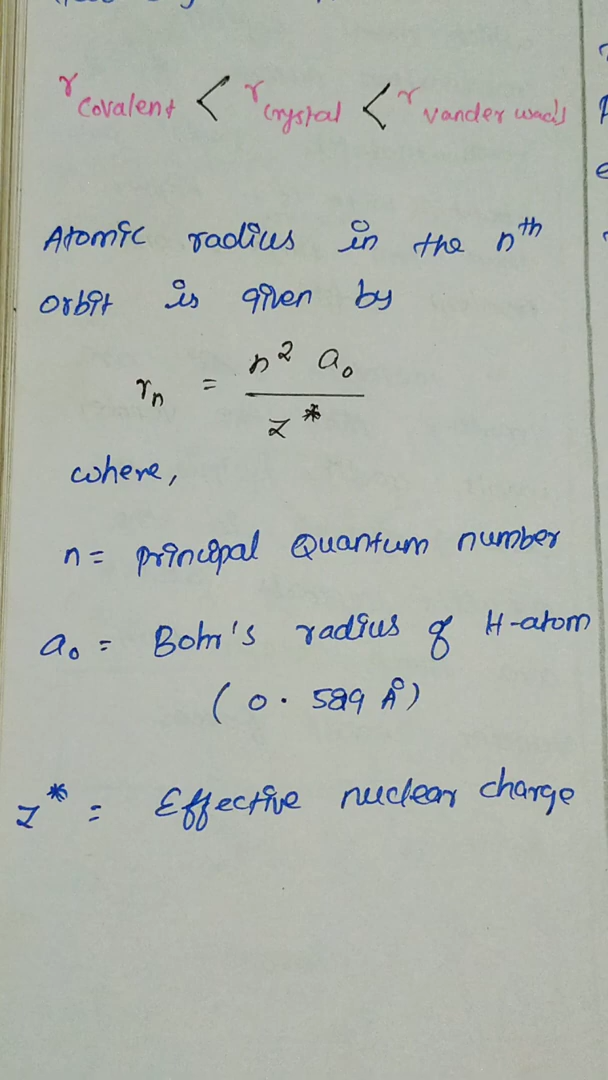 r covalent < r crystal < r vander waals
Atomic radius in the nth
orbit is given by
rn = n² a₀ / z*
where,
n = principal Quantum number
a₀ = Bohr's radius of H-atom
(0.529 Å)
z* = Effective nuclear charge